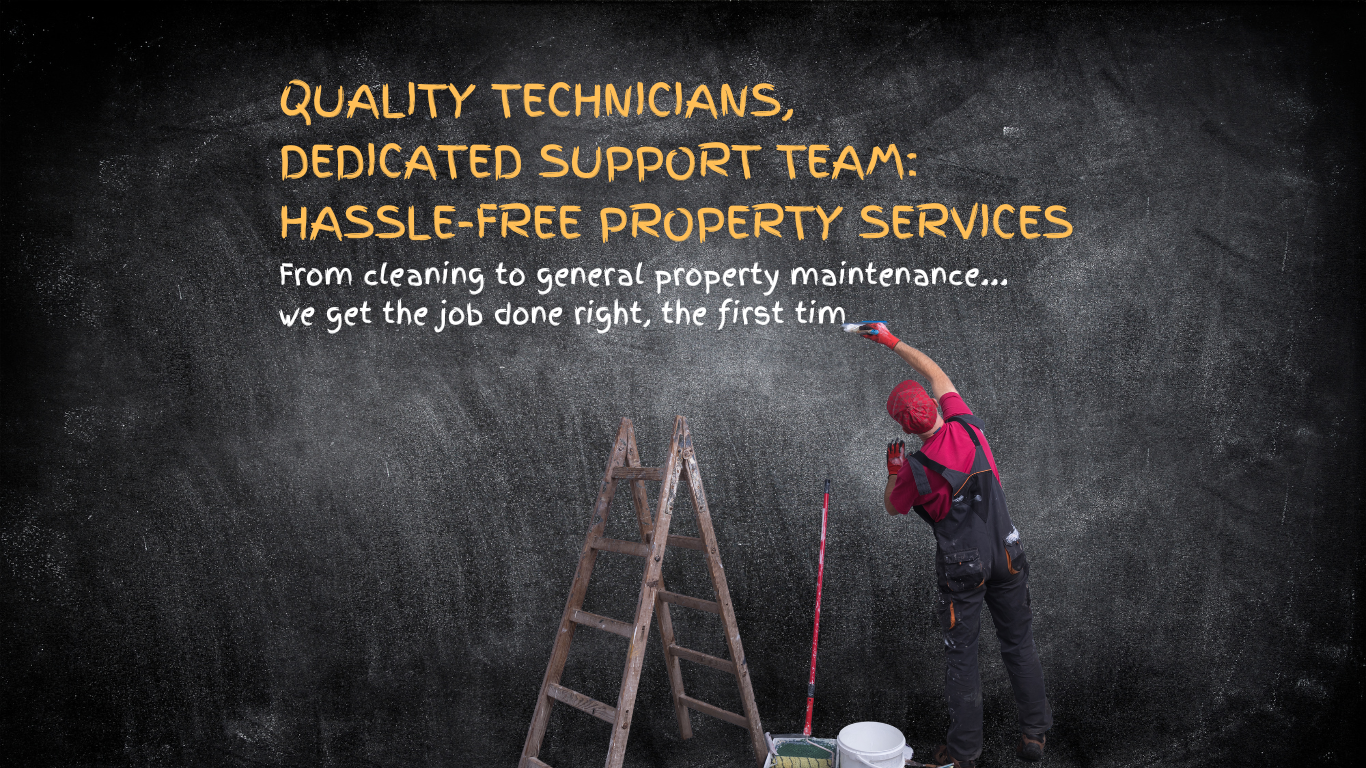 QUALITY TECHNICIANS,
DEDICATED SUPPORT TEAM:
HASSLE-FREE PROPERTY SERVICES
From cleaning to general property maintenance...
we get the job done right, the first tim